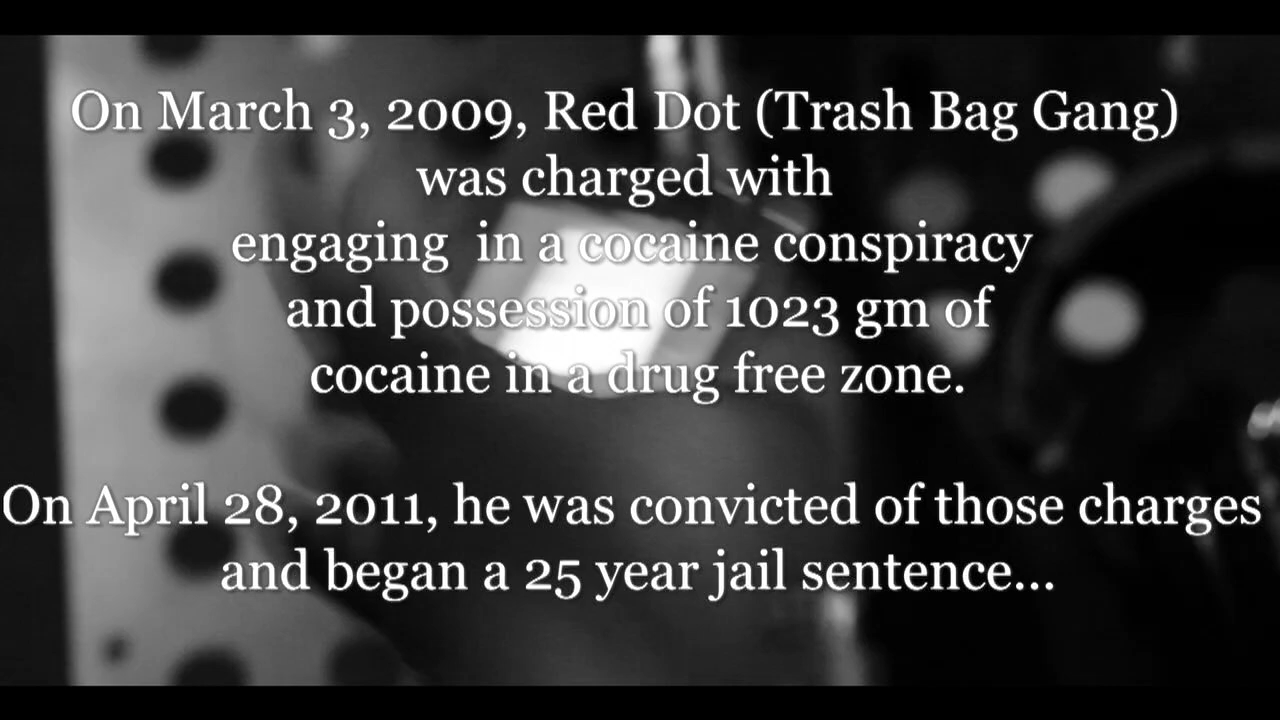 On March 3, 2009, Red Dot (Trash Bag Gang)
was charged with
engaging  in a cocaine conspiracy
and possession of 1023 gm of
cocaine in a drug free zone.
On April 28, 2011, he was convicted of those charges
and began a 25 year jail sentence...